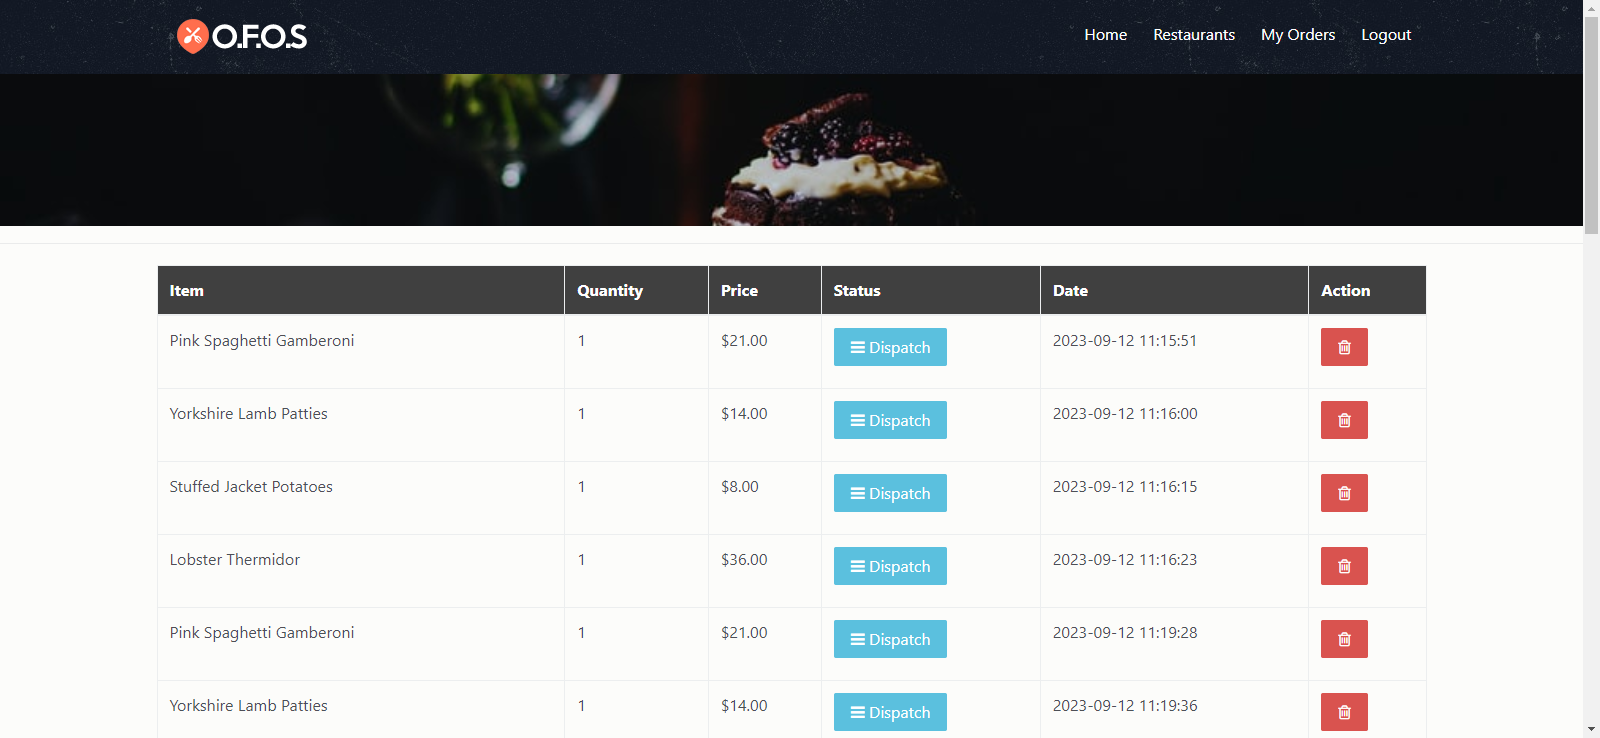 O.F.O.S
Home Restaurants My Orders Logout
Item Quantity Price Status Date Action
Pink Spaghetti Gamberoni 1 $21.00 Dispatch 2023-09-12 11:15:51
Yorkshire Lamb Patties 1 $14.00 Dispatch 2023-09-12 11:16:00
Stuffed Jacket Potatoes 1 $8.00 Dispatch 2023-09-12 11:16:15
Lobster Thermidor 1 $36.00 Dispatch 2023-09-12 11:16:23
Pink Spaghetti Gamberoni 1 $21.00 Dispatch 2023-09-12 11:19:28
Yorkshire Lamb Patties 1 $14.00 Dispatch 2023-09-12 11:19:36